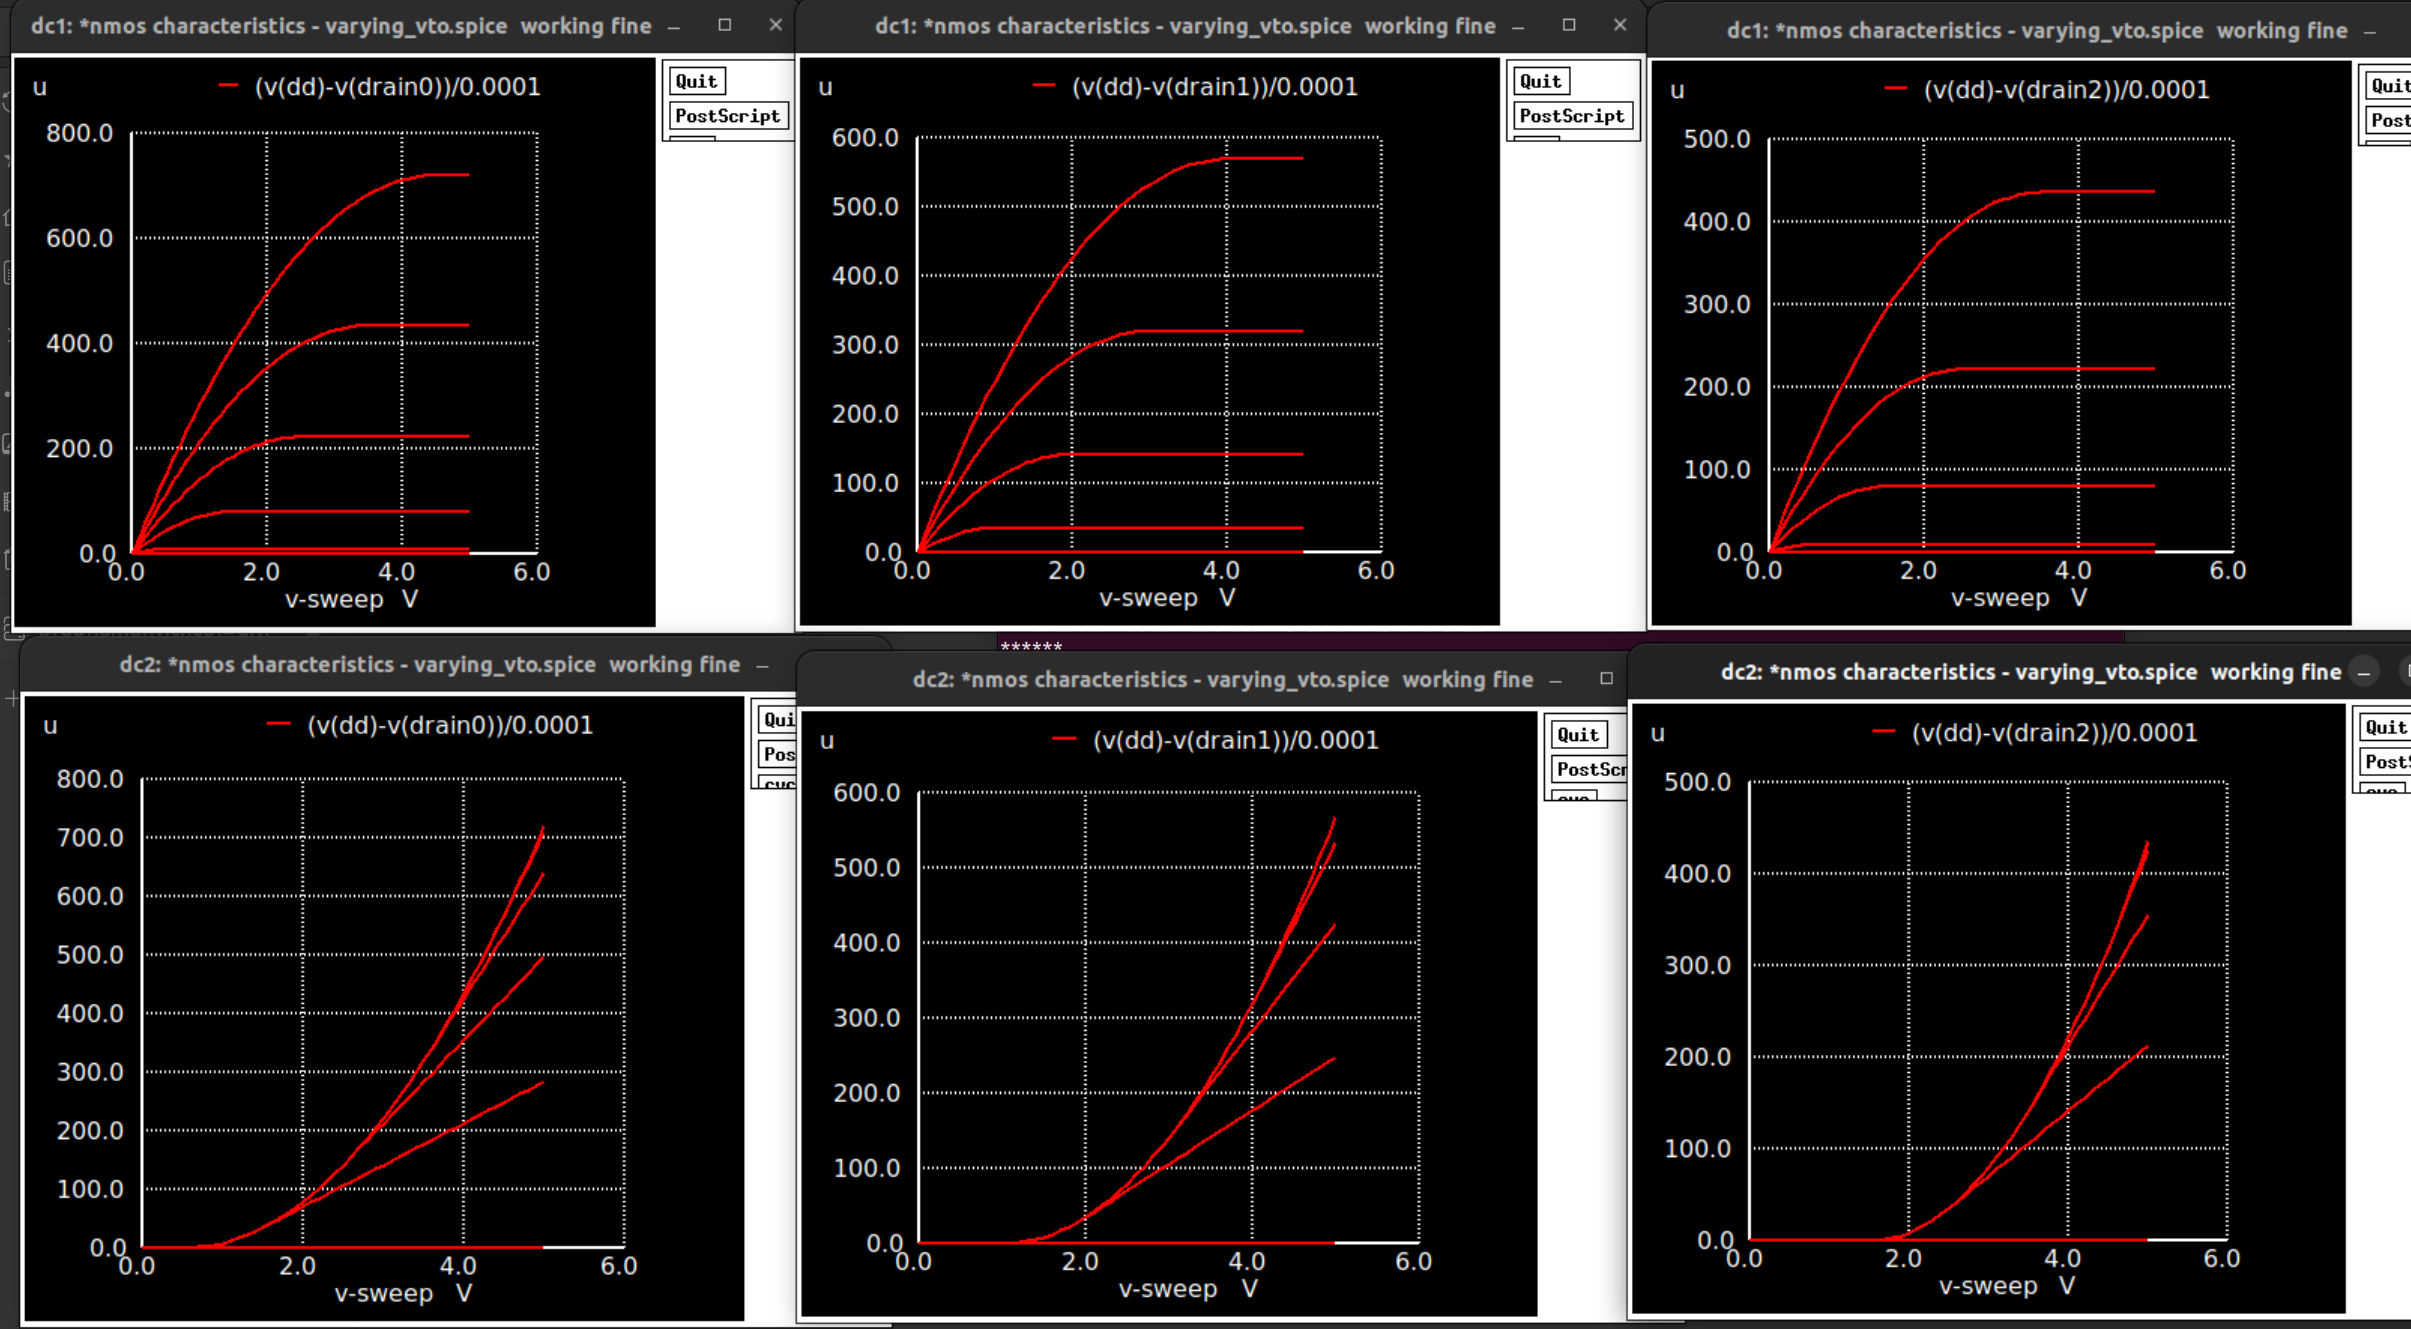 dc1: *nmos characteristics - varying_vto.spice working fine
u
(v(dd)-v(drain0))/0.0001
Quit
PostScript
800.0
600.0
400.0
200.0
0.0
0.0 2.0 4.0 6.0
v-sweep V
dc1: *nmos characteristics - varying_vto.spice working fine
u
(v(dd)-v(drain1))/0.0001
Quit
PostScript
600.0
500.0
400.0
300.0
200.0
100.0
0.0
0.0 2.0 4.0 6.0
v-sweep V
dc1: *nmos characteristics - varying_vto.spice working fine
u
(v(dd)-v(drain2))/0.0001
Quit
Post
500.0
400.0
300.0
200.0
100.0
0.0
0.0 2.0 4.0 6.0
v-sweep V
******
dc2: *nmos characteristics - varying_vto.spice working fine
u
(v(dd)-v(drain0))/0.0001
Qui
Pos
800.0
700.0
600.0
500.0
400.0
300.0
200.0
100.0
0.0
0.0 2.0 4.0 6.0
v-sweep V
dc2: *nmos characteristics - varying_vto.spice working fine
u
(v(dd)-v(drain1))/0.0001
Quit
PostScr
600.0
500.0
400.0
300.0
200.0
100.0
0.0
0.0 2.0 4.0 6.0
v-sweep V
dc2: *nmos characteristics - varying_vto.spice working fine
u
(v(dd)-v(drain2))/0.0001
Quit
Post
500.0
400.0
300.0
200.0
100.0
0.0
0.0 2.0 4.0 6.0
v-sweep V